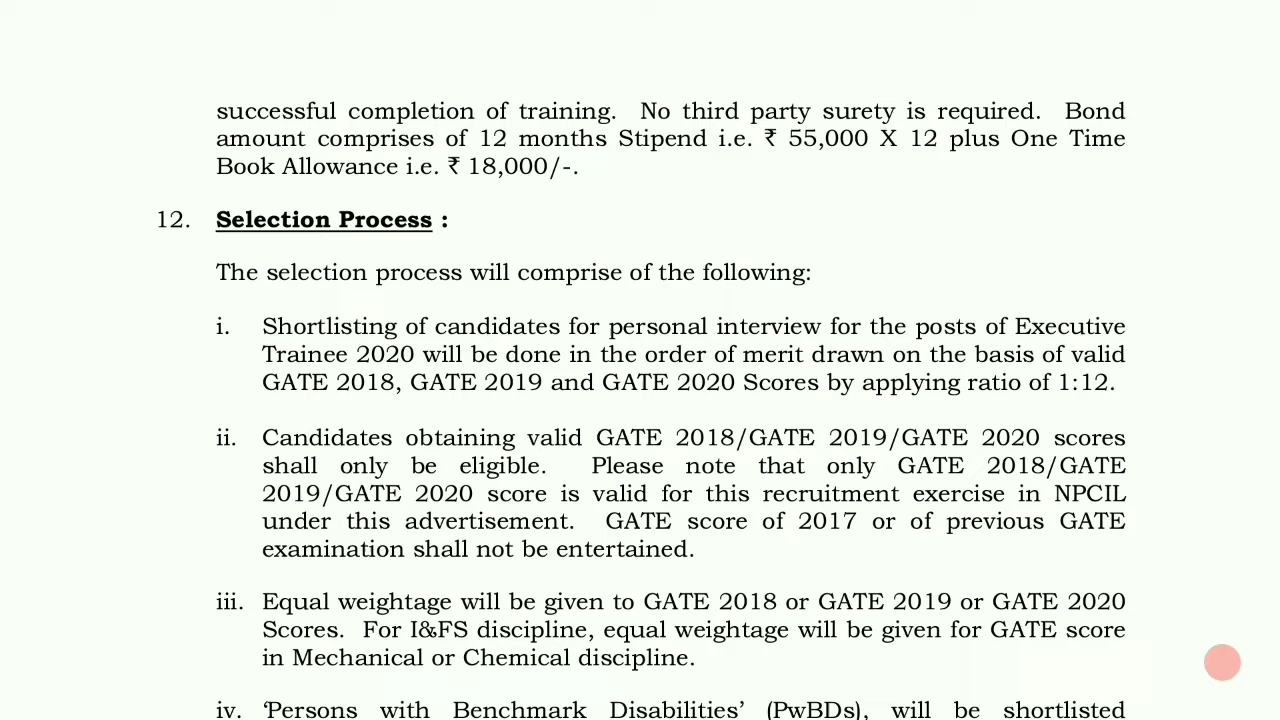 successful completion of training. No third party surety is required. Bond
amount comprises of 12 months Stipend i.e. ₹ 55,000 X 12 plus One Time
Book Allowance i.e. ₹ 18,000/-.
12. Selection Process :
The selection process will comprise of the following:
i. Shortlisting of candidates for personal interview for the posts of Executive
Trainee 2020 will be done in the order of merit drawn on the basis of valid
GATE 2018, GATE 2019 and GATE 2020 Scores by applying ratio of 1:12.
ii. Candidates obtaining valid GATE 2018/GATE 2019/GATE 2020 scores
shall only be eligible. Please note that only GATE 2018/GATE
2019/GATE 2020 score is valid for this recruitment exercise in NPCIL
under this advertisement. GATE score of 2017 or of previous GATE
examination shall not be entertained.
iii. Equal weightage will be given to GATE 2018 or GATE 2019 or GATE 2020
Scores. For I&FS discipline, equal weightage will be given for GATE score
in Mechanical or Chemical discipline.
iv. ‘Persons with Benchmark Disabilities’ (PwBDs), will be shortlisted